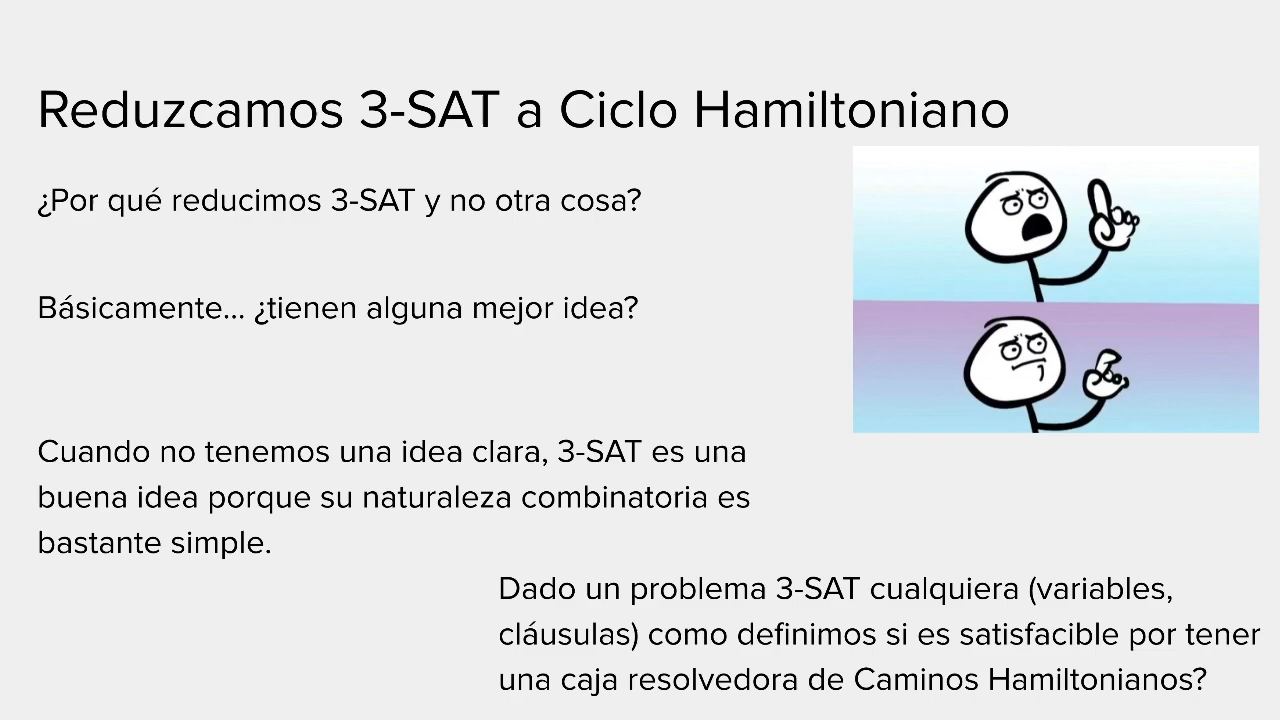 Reduzcamos 3-SAT a Ciclo Hamiltoniano
¿Por qué reducimos 3-SAT y no otra cosa?
Básicamente... ¿tienen alguna mejor idea?
Cuando no tenemos una idea clara, 3-SAT es una
buena idea porque su naturaleza combinatoria es
bastante simple.
Dado un problema 3-SAT cualquiera (variables,
cláusulas) como definimos si es satisfacible por tener
una caja resolvedora de Caminos Hamiltonianos?